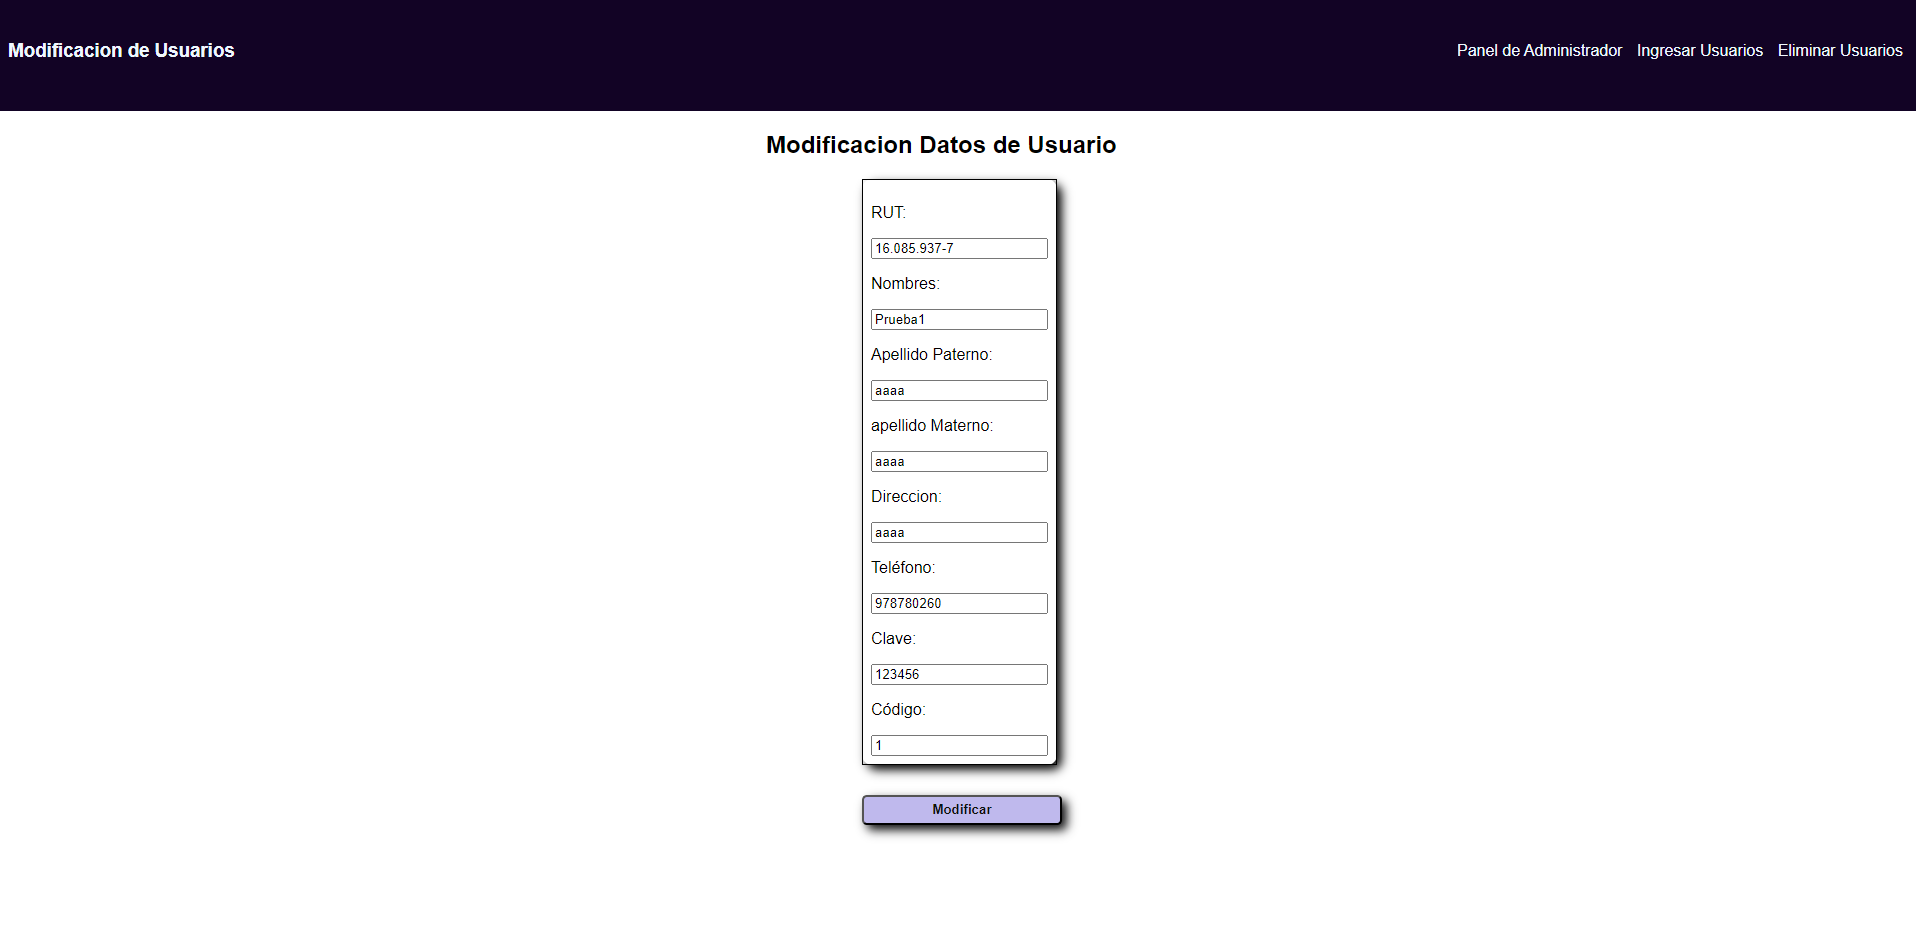 Modificacion de Usuarios
Panel de Administrador Ingresar Usuarios Eliminar Usuarios
Modificacion Datos de Usuario
RUT:
16.085.937-7
Nombres:
Prueba1
Apellido Paterno:
aaaa
apellido Materno:
aaaa
Direccion:
aaaa
Teléfono:
978780260
Clave:
123456
Código:
1
Modificar